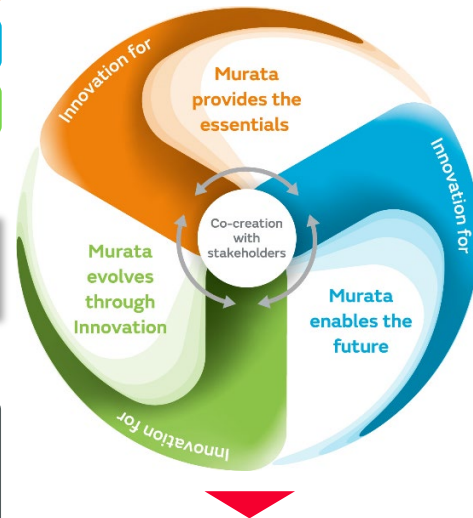 Innovation for
Murata
provides the
essentials
Innovation for
Co-creation
with
stakeholders
Murata
evolves
through
Innovation
Murata
enables the
future
Innovation for